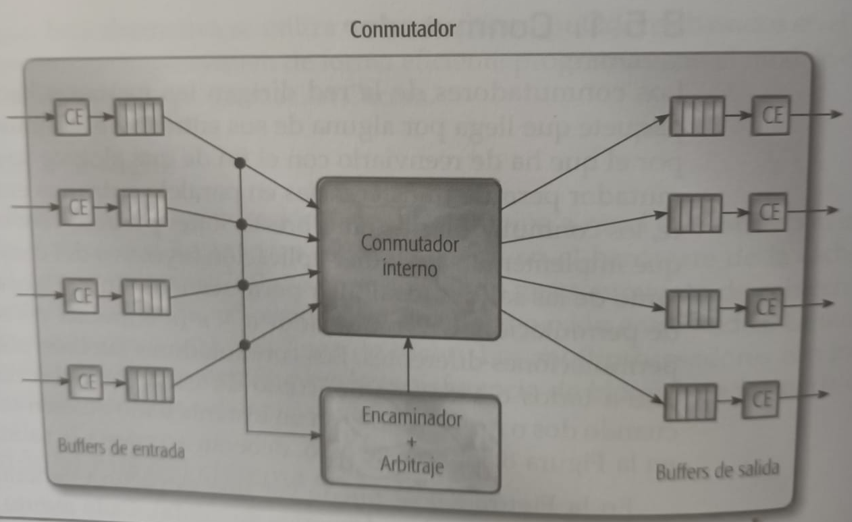 Conmutador
CE
CE
CE
CE
CE
CE
CE
CE
Conmutador
interno
Encaminador
+
Arbitraje
Buffers de entrada
Buffers de salida